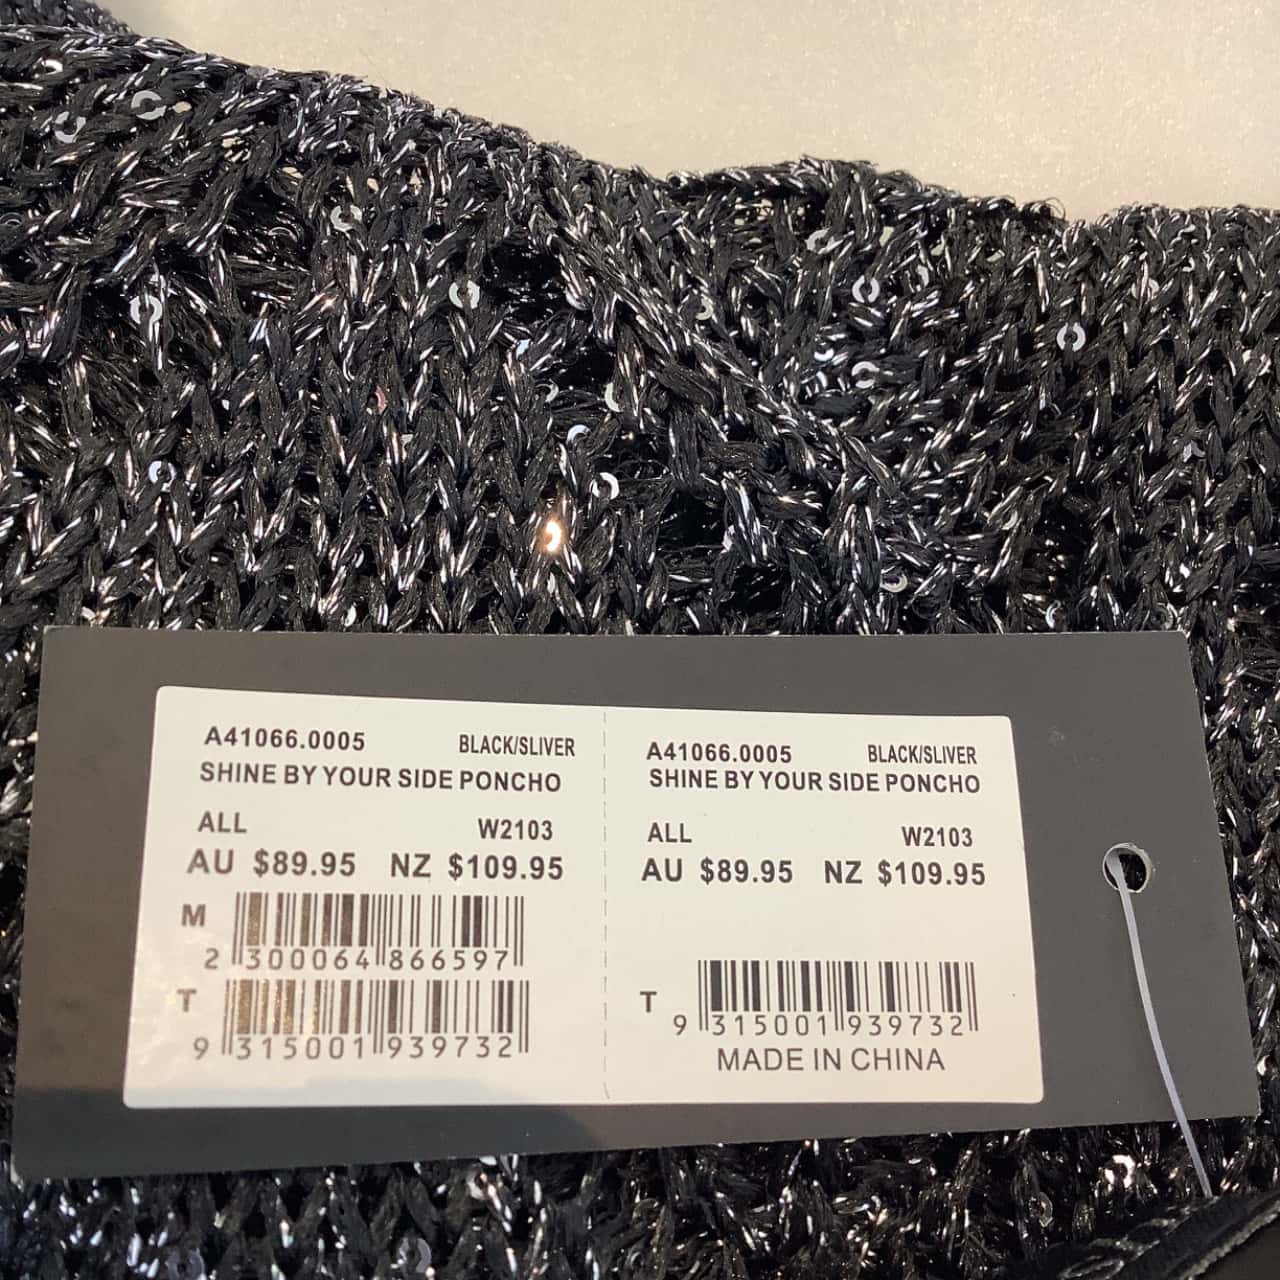 A41066.0005 BLACK/SLIVER
SHINE BY YOUR SIDE PONCHO
ALL W2103
AU $89.95 NZ $109.95
M
2 300064 866597
T
9 315001 939732
A41066.0005 BLACK/SLIVER
SHINE BY YOUR SIDE PONCHO
ALL W2103
AU $89.95 NZ $109.95
T
9 315001 939732
MADE IN CHINA